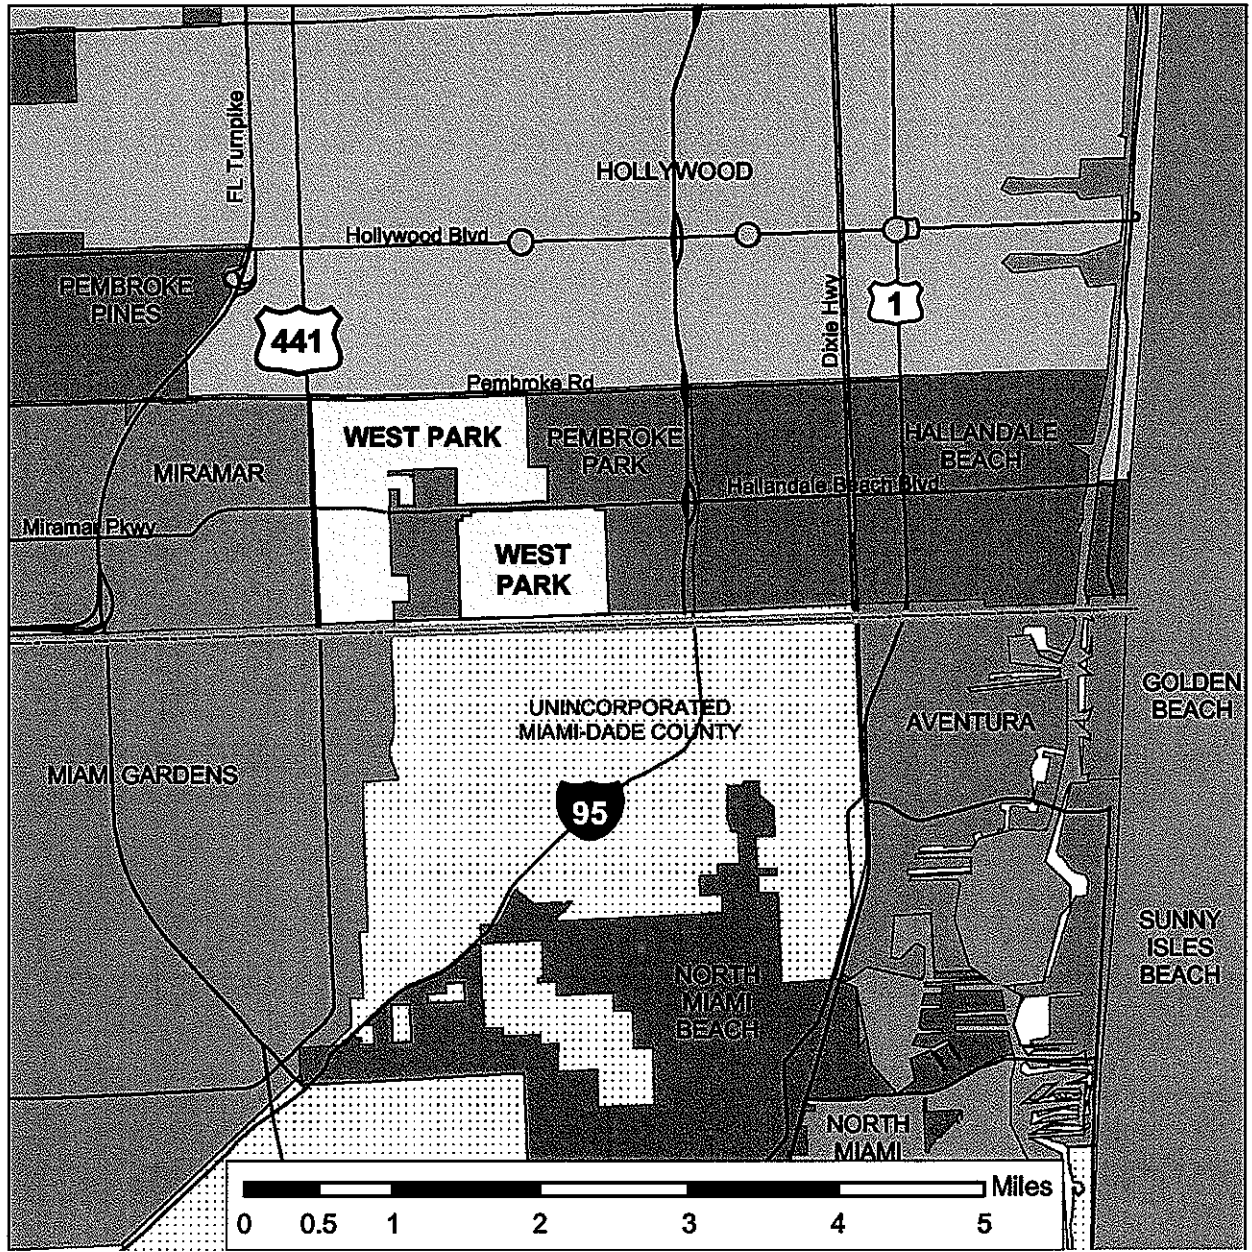 FL Turnpike
HOLLYWOOD
Hollywood Blvd
PEMBROKE
PINES
441
1
Dixie Hwy
Pembroke Rd
WEST PARK
PEMBROKE
PARK
HALLANDALE
BEACH
MIRAMAR
Hallandale Beach Blvd
Miramar Pkwy
WEST
PARK
GOLDEN
BEACH
UNINCORPORATED
MIAMI-DADE COUNTY
AVENTURA
MIAMI GARDENS
95
SUNNY
ISLES
BEACH
NORTH
MIAMI
BEACH
NORTH
MIAMI
Miles
0 0.5 1 2 3 4 5